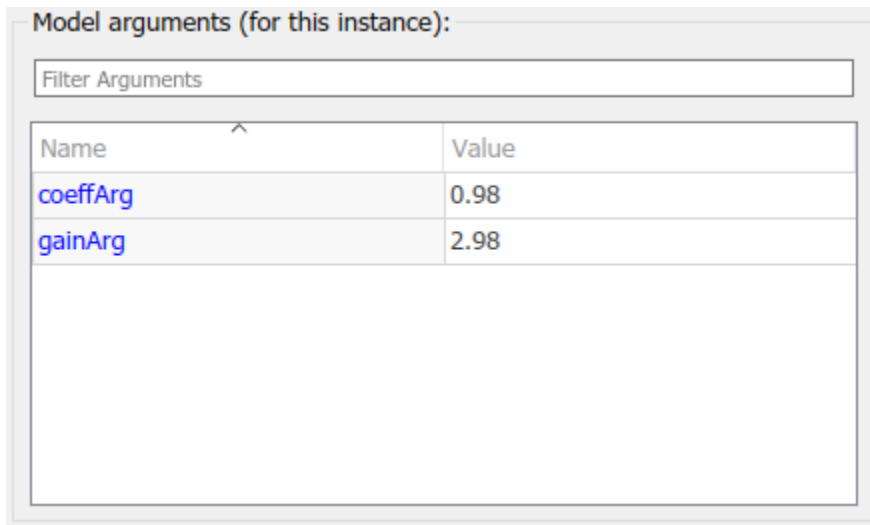 Model arguments (for this instance):
Filter Arguments
Name Value
coeffArg 0.98
gainArg 2.98